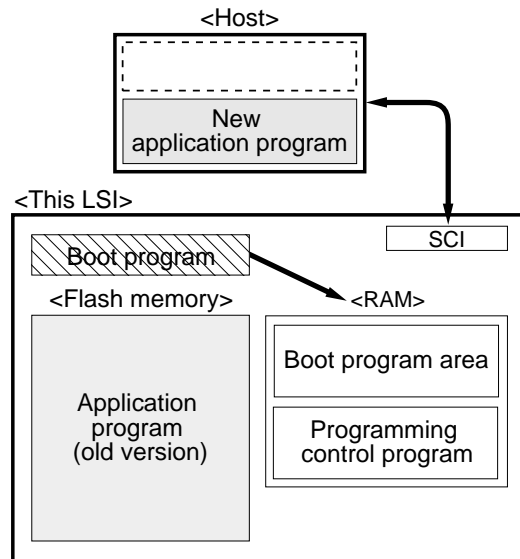 <Host>
New
application program
<This LSI>
SCI
Boot program
<Flash memory>
<RAM>
Application
program
(old version)
Boot program area
Programming
control program